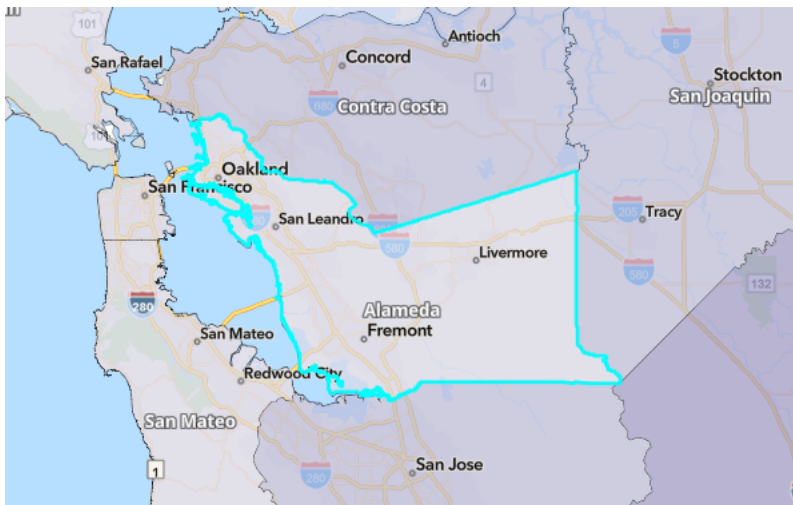 101
San Rafael
Concord
Antioch
5
4
680
Contra Costa
Stockton
San Joaquin
101
Oakland
San Francisco
San Leandro
205
Tracy
580
Livermore
580
132
280
Alameda
Fremont
San Mateo
Redwood City
San Mateo
1
San Jose
280